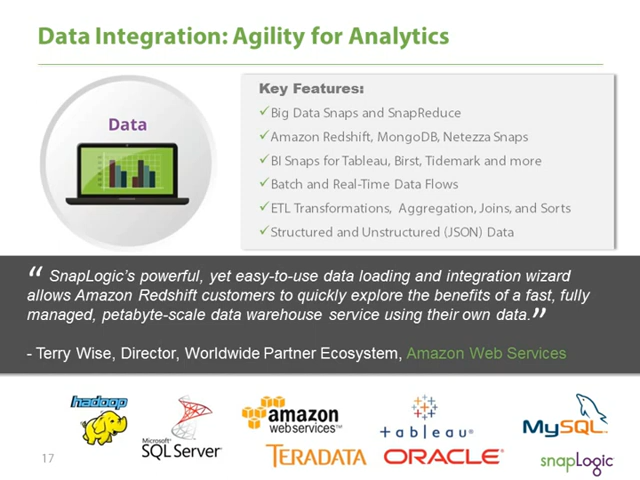 Data Integration: Agility for Analytics
Data
Key Features:
✓Big Data Snaps and SnapReduce
✓Amazon Redshift, MongoDB, Netezza Snaps
✓BI Snaps for Tableau, Birst, Tidemark and more
✓Batch and Real-Time Data Flows
✓ETL Transformations, Aggregation, Joins, and Sorts
✓Structured and Unstructured (JSON) Data
“ SnapLogic’s powerful, yet easy-to-use data loading and integration wizard
allows Amazon Redshift customers to quickly explore the benefits of a fast, fully
managed, petabyte-scale data warehouse service using their own data.”
- Terry Wise, Director, Worldwide Partner Ecosystem, Amazon Web Services
hadoop
Microsoft®
SQL Server®
amazon
webservices™
+ableau®
MySQL™
TERADATA
ORACLE®
snapLogic
17